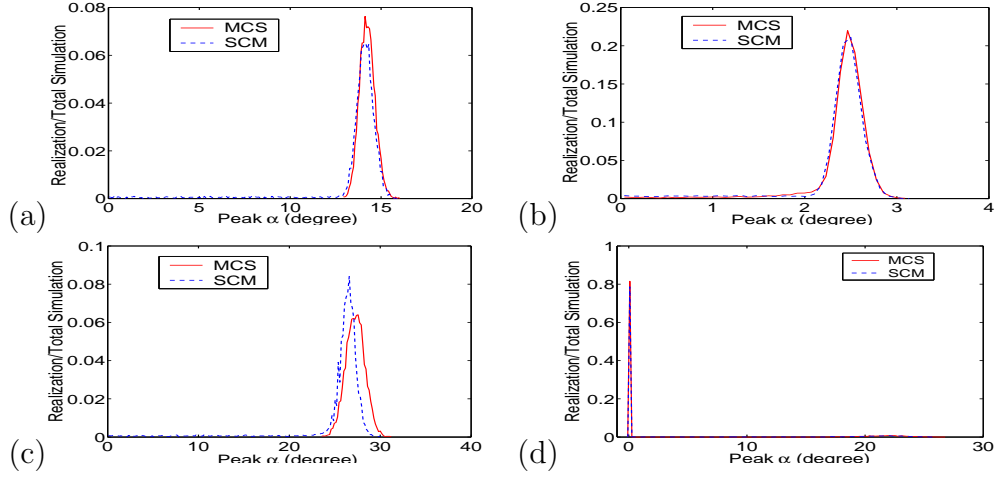 0.08
0.06
0.04
0.02
0
Realization/Total Simulation
MCS
SCM
0
5
10
15
20
Peak α (degree)
(a)
0.25
0.20
0.15
0.1
0.05
0
Realization/Total Simulation
MCS
SCM
0
1
2
3
4
Peak α (degree)
(b)
0.1
0.08
0.06
0.04
0.02
0
Realization/Total Simulation
MCS
SCM
0
10
20
30
40
Peak α (degree)
(c)
1
0.8
0.6
0.4
0.2
0
Realization/Total Simulation
MCS
SCM
0
10
20
30
Peak α (degree)
(d)